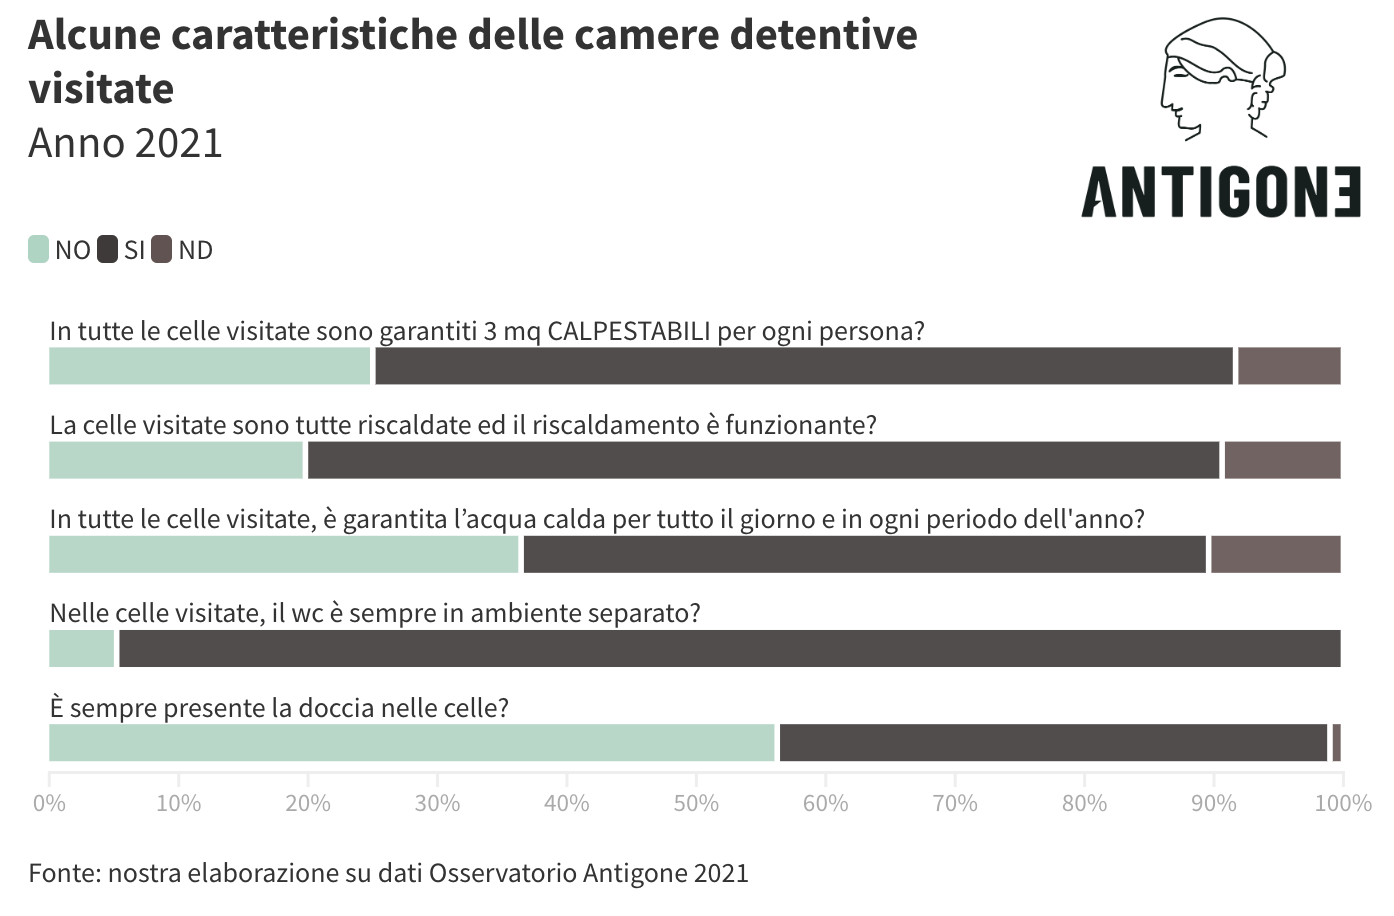 Alcune caratteristiche delle camere detentive
visitate
Anno 2021
ANTIGONE
NO SI ND
In tutte le celle visitate sono garantiti 3 mq CALPESTABILI per ogni persona?
La celle visitate sono tutte riscaldate ed il riscaldamento è funzionante?
In tutte le celle visitate, è garantita l’acqua calda per tutto il giorno e in ogni periodo dell'anno?
Nelle celle visitate, il wc è sempre in ambiente separato?
È sempre presente la doccia nelle celle?
0% 10% 20% 30% 40% 50% 60% 70% 80% 90% 100%
Fonte: nostra elaborazione su dati Osservatorio Antigone 2021